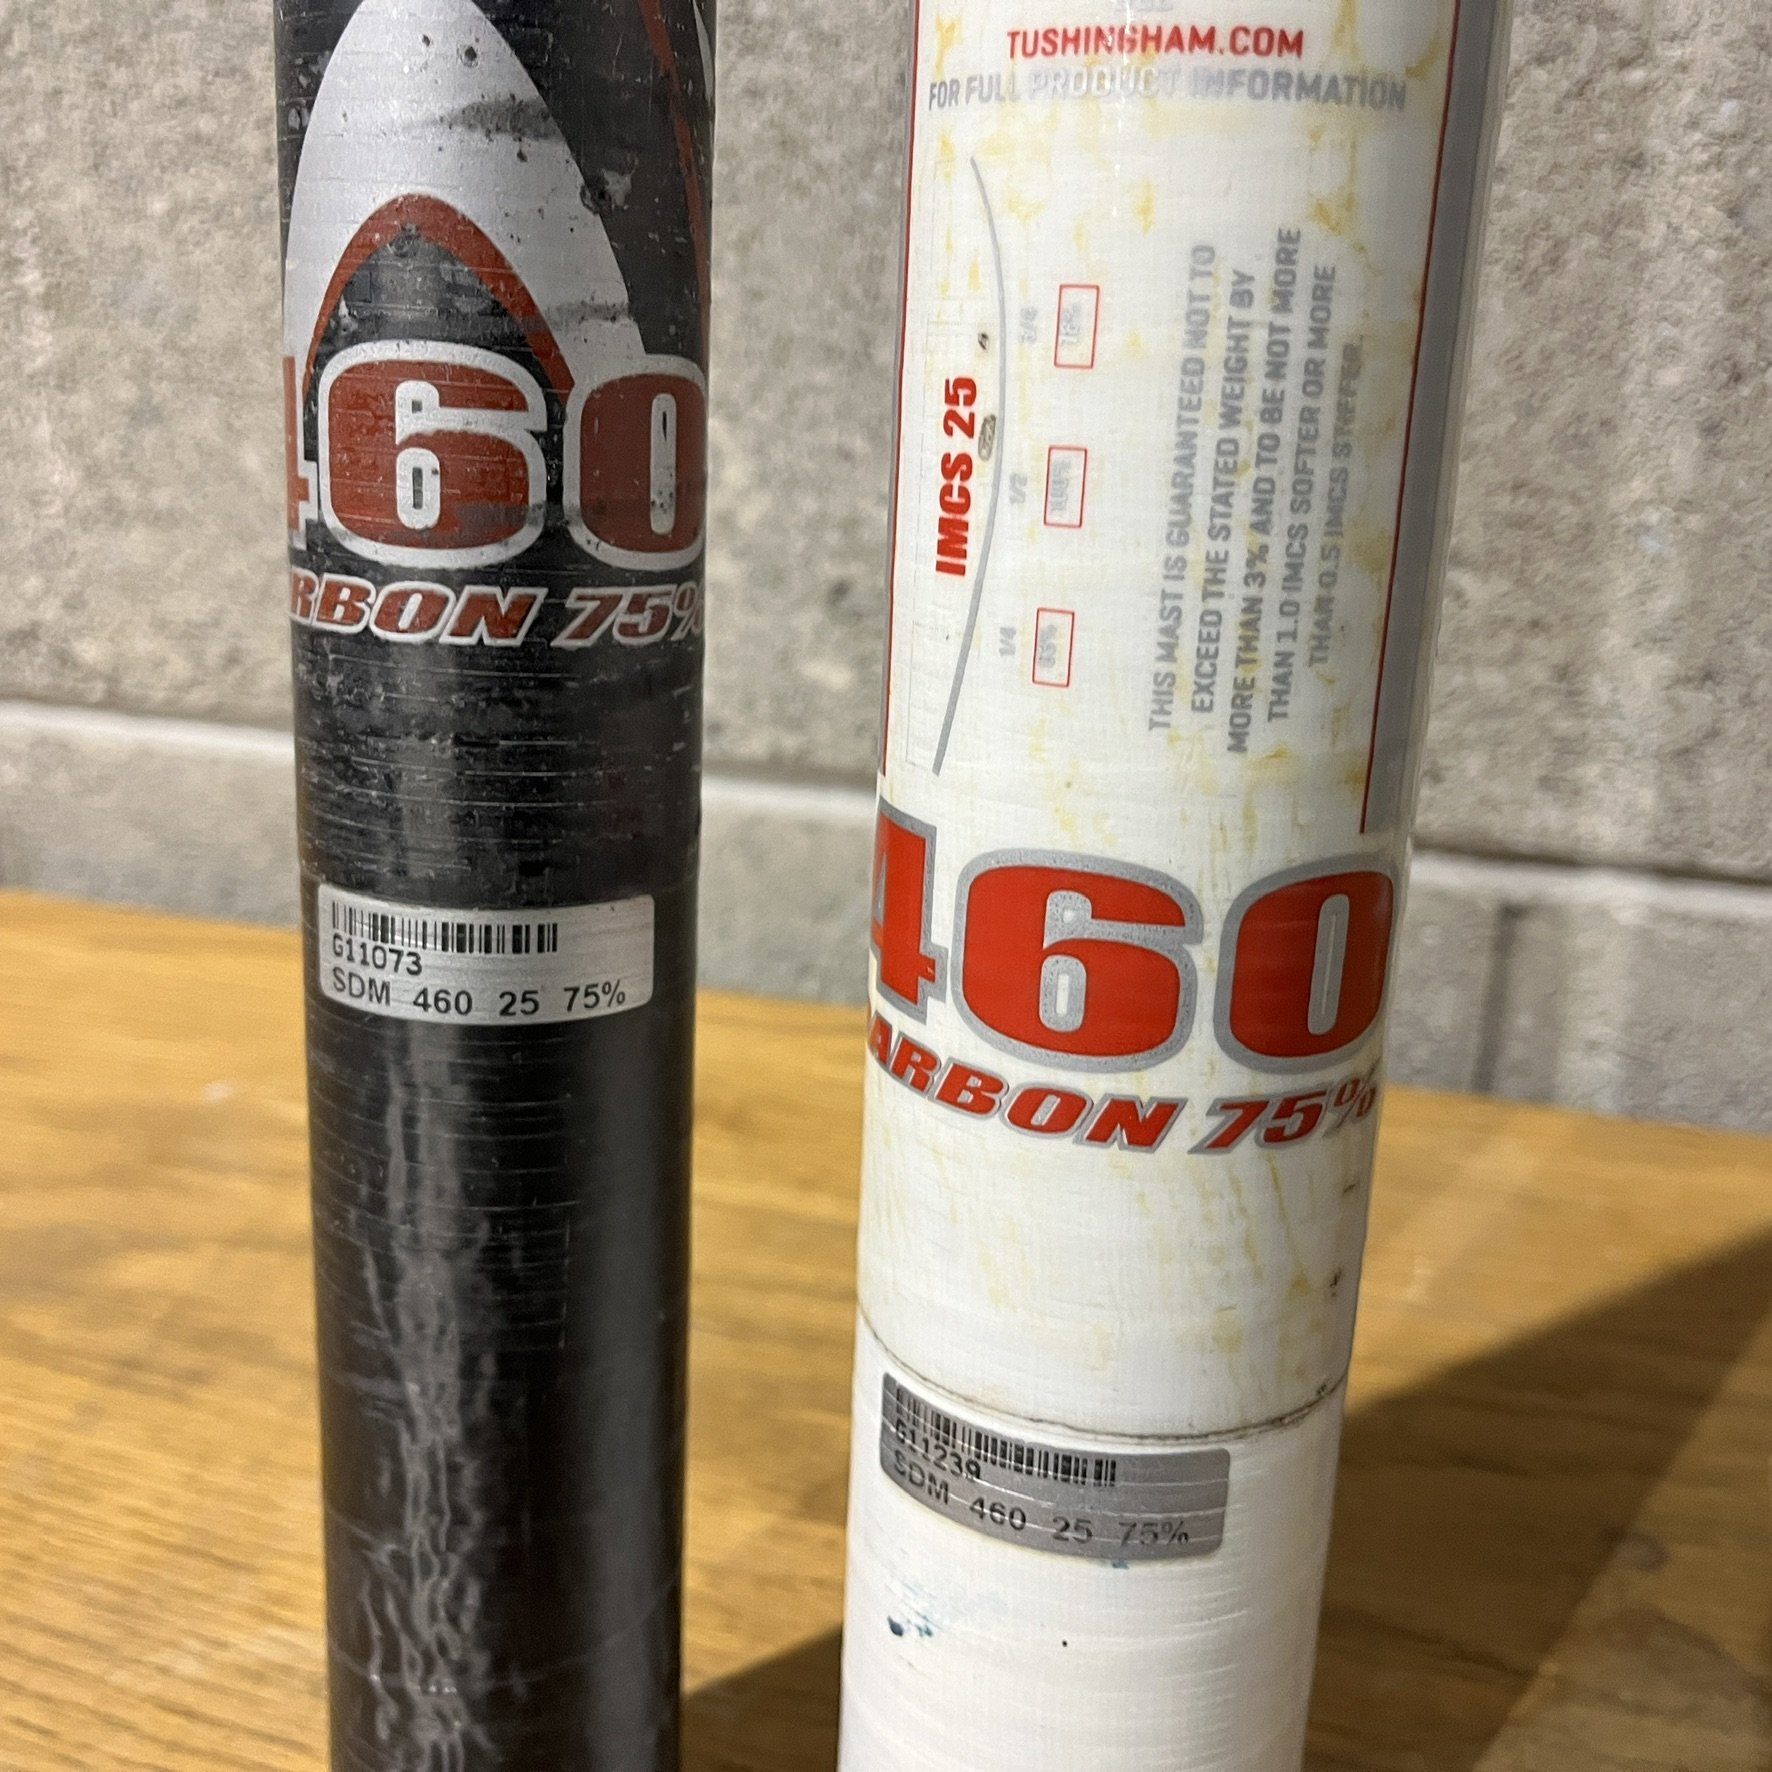 460
RBON 75%
G11073
SDM 460 25 75%
TUSHINGHAM.COM
FOR FULL PRODUCT INFORMATION
IMCS 25
3/4
1/2
1/4
THIS MAST IS GUARANTEED NOT TO
EXCEED THE STATED WEIGHT BY
MORE THAN 3% AND TO BE NOT MORE
THAN 1.0 IMCS SOFTER OR MORE
THAN 0.5 IMCS STIFFER.
460
ARBON 75%
G11239
SDM 460 25 75%